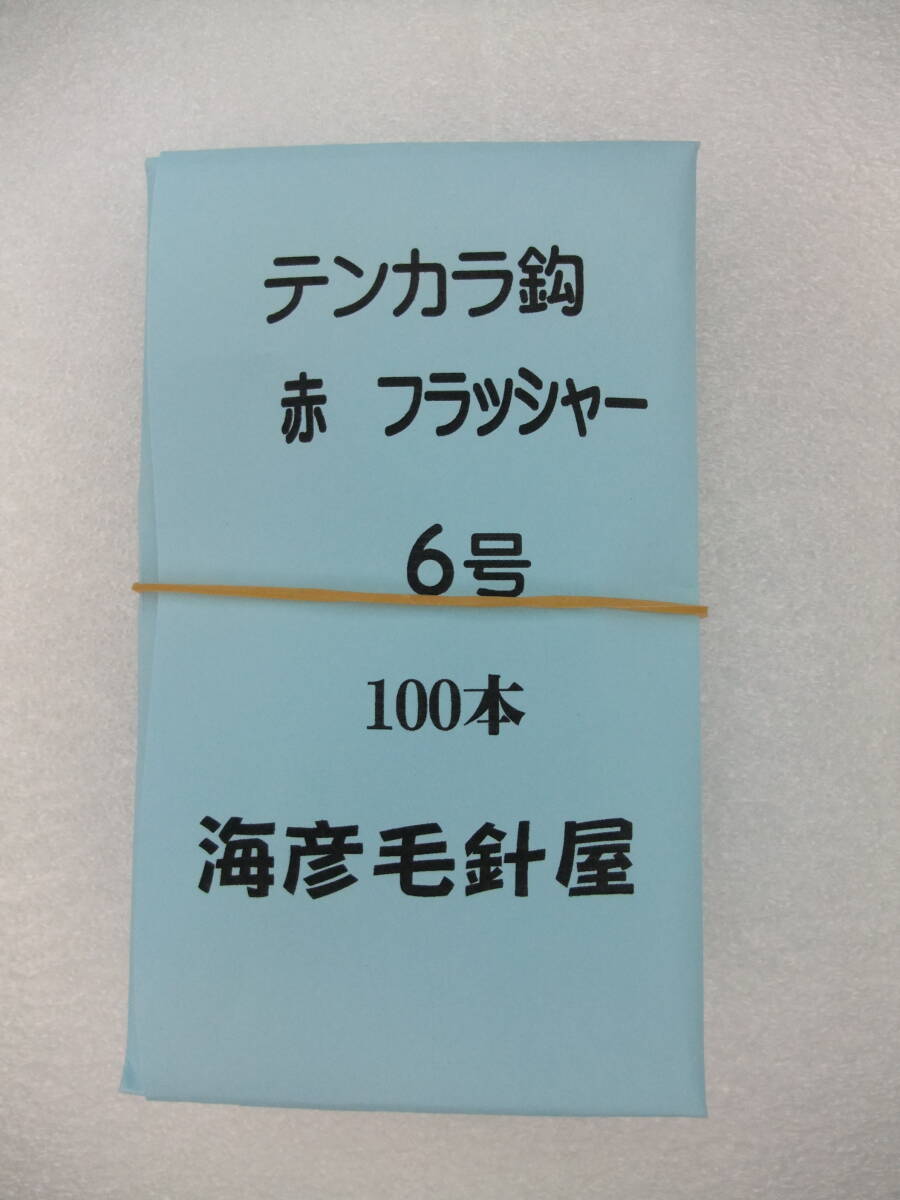 テンカラ鈎
赤　フラッシャー
6号
100本
海彦毛針屋